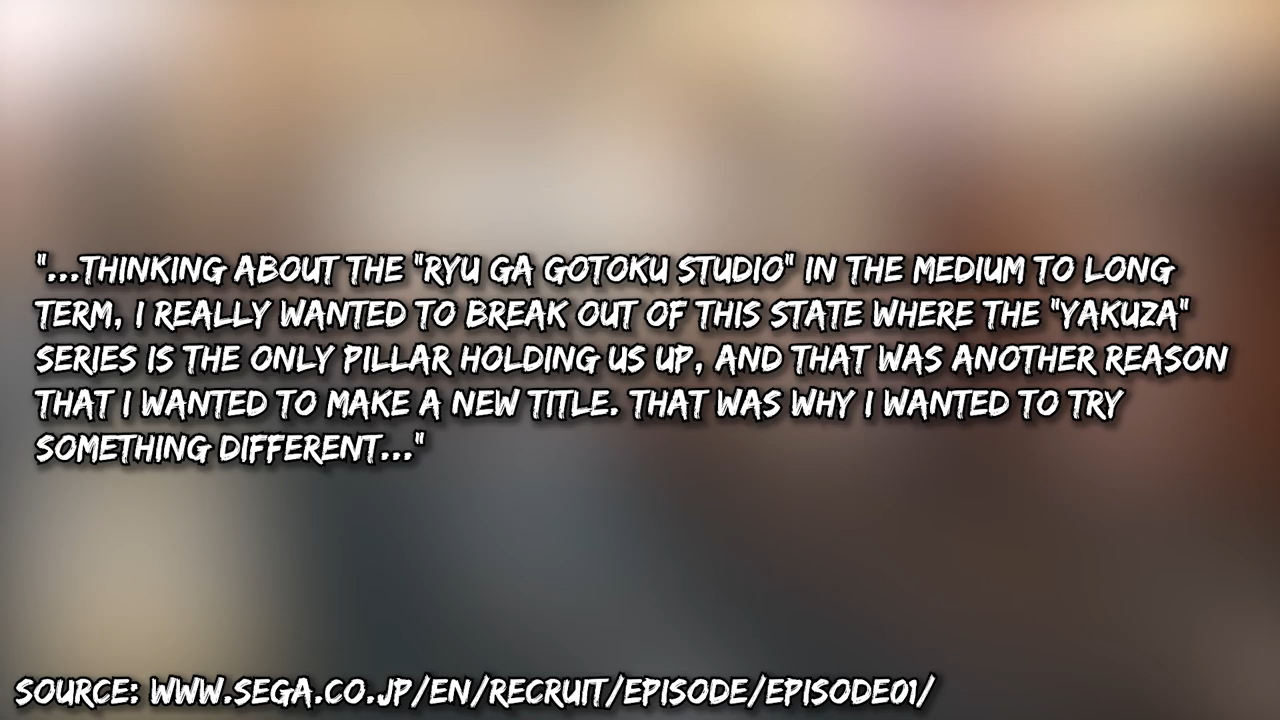 "...THINKING ABOUT THE "RYU GA GOTOKU STUDIO" IN THE MEDIUM TO LONG
TERM, I REALLY WANTED TO BREAK OUT OF THIS STATE WHERE THE "YAKUZA"
SERIES IS THE ONLY PILLAR HOLDING US UP, AND THAT WAS ANOTHER REASON
THAT I WANTED TO MAKE A NEW TITLE. THAT WAS WHY I WANTED TO TRY
SOMETHING DIFFERENT..."
SOURCE: WWW.SEGA.CO.JP/EN/RECRUIT/EPISODE/EPISODE01/